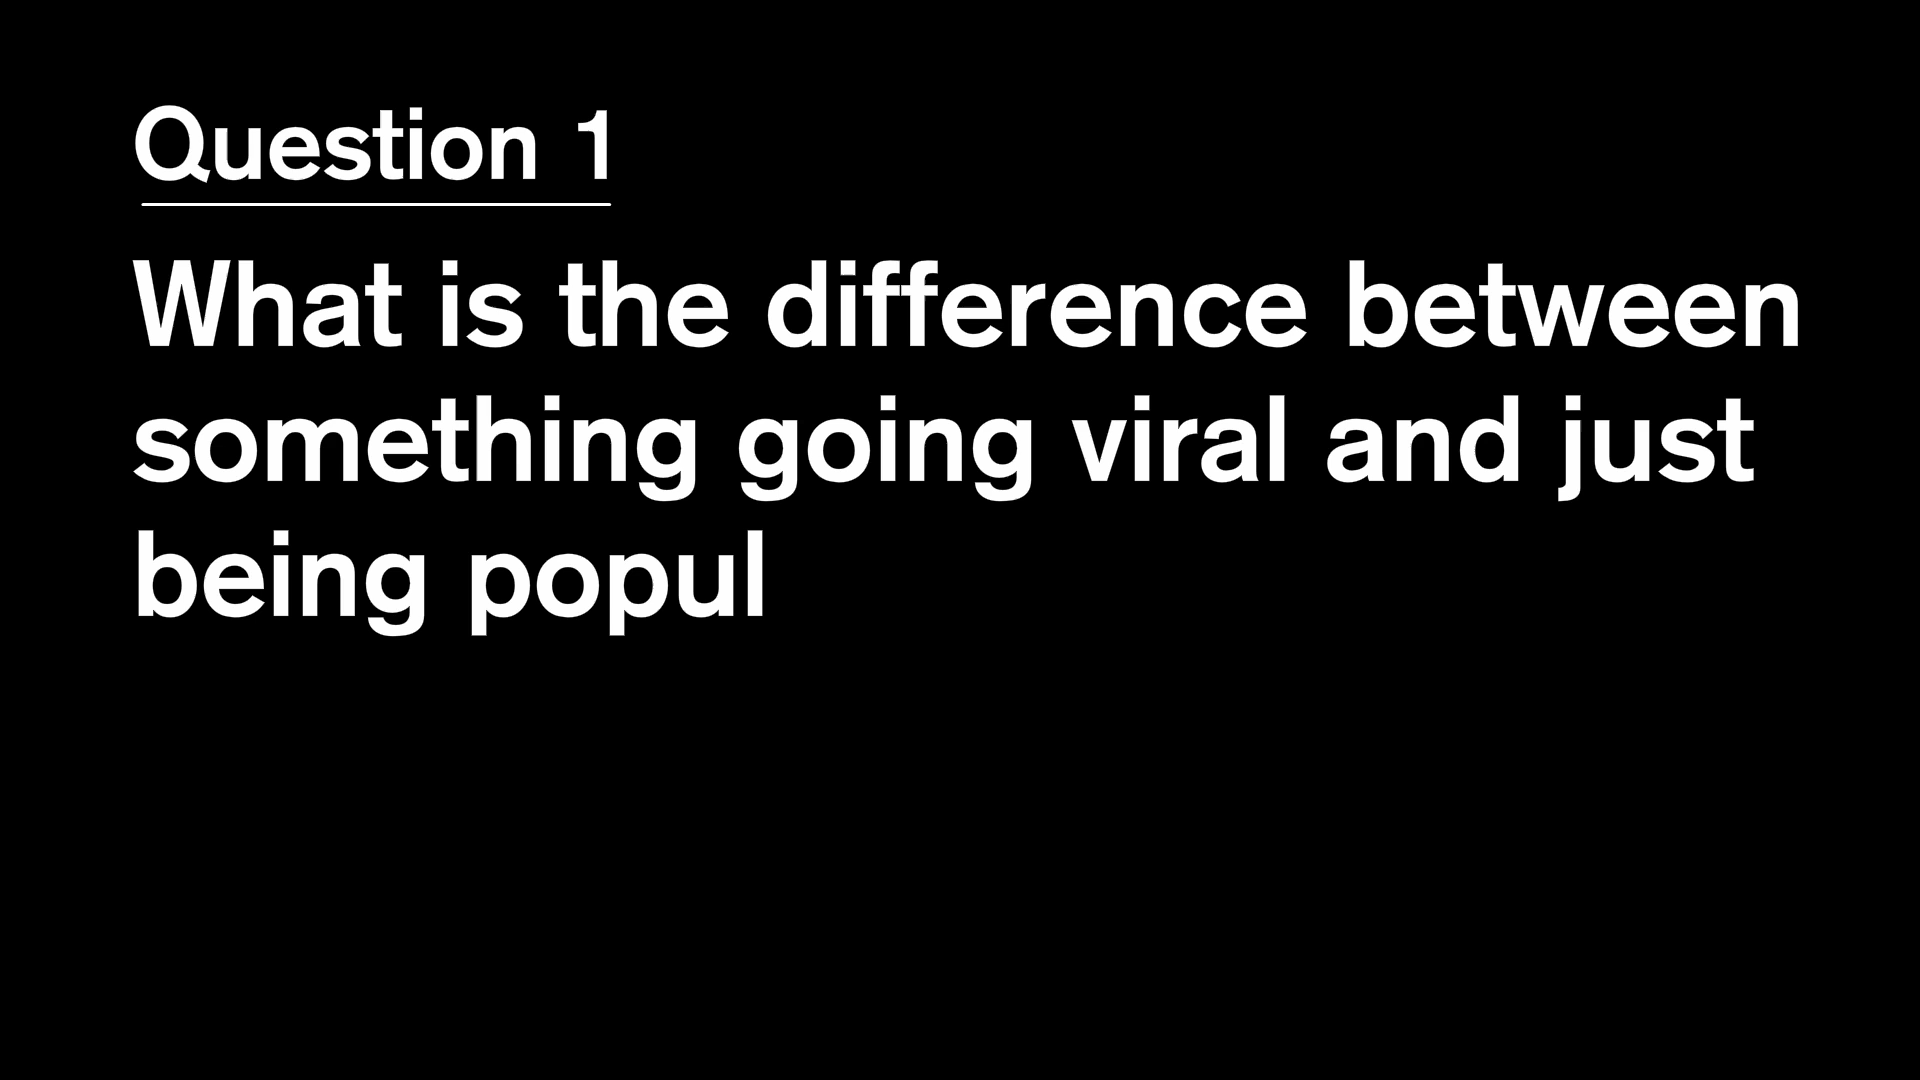 Question 1
What is the difference between
something going viral and just
being popul